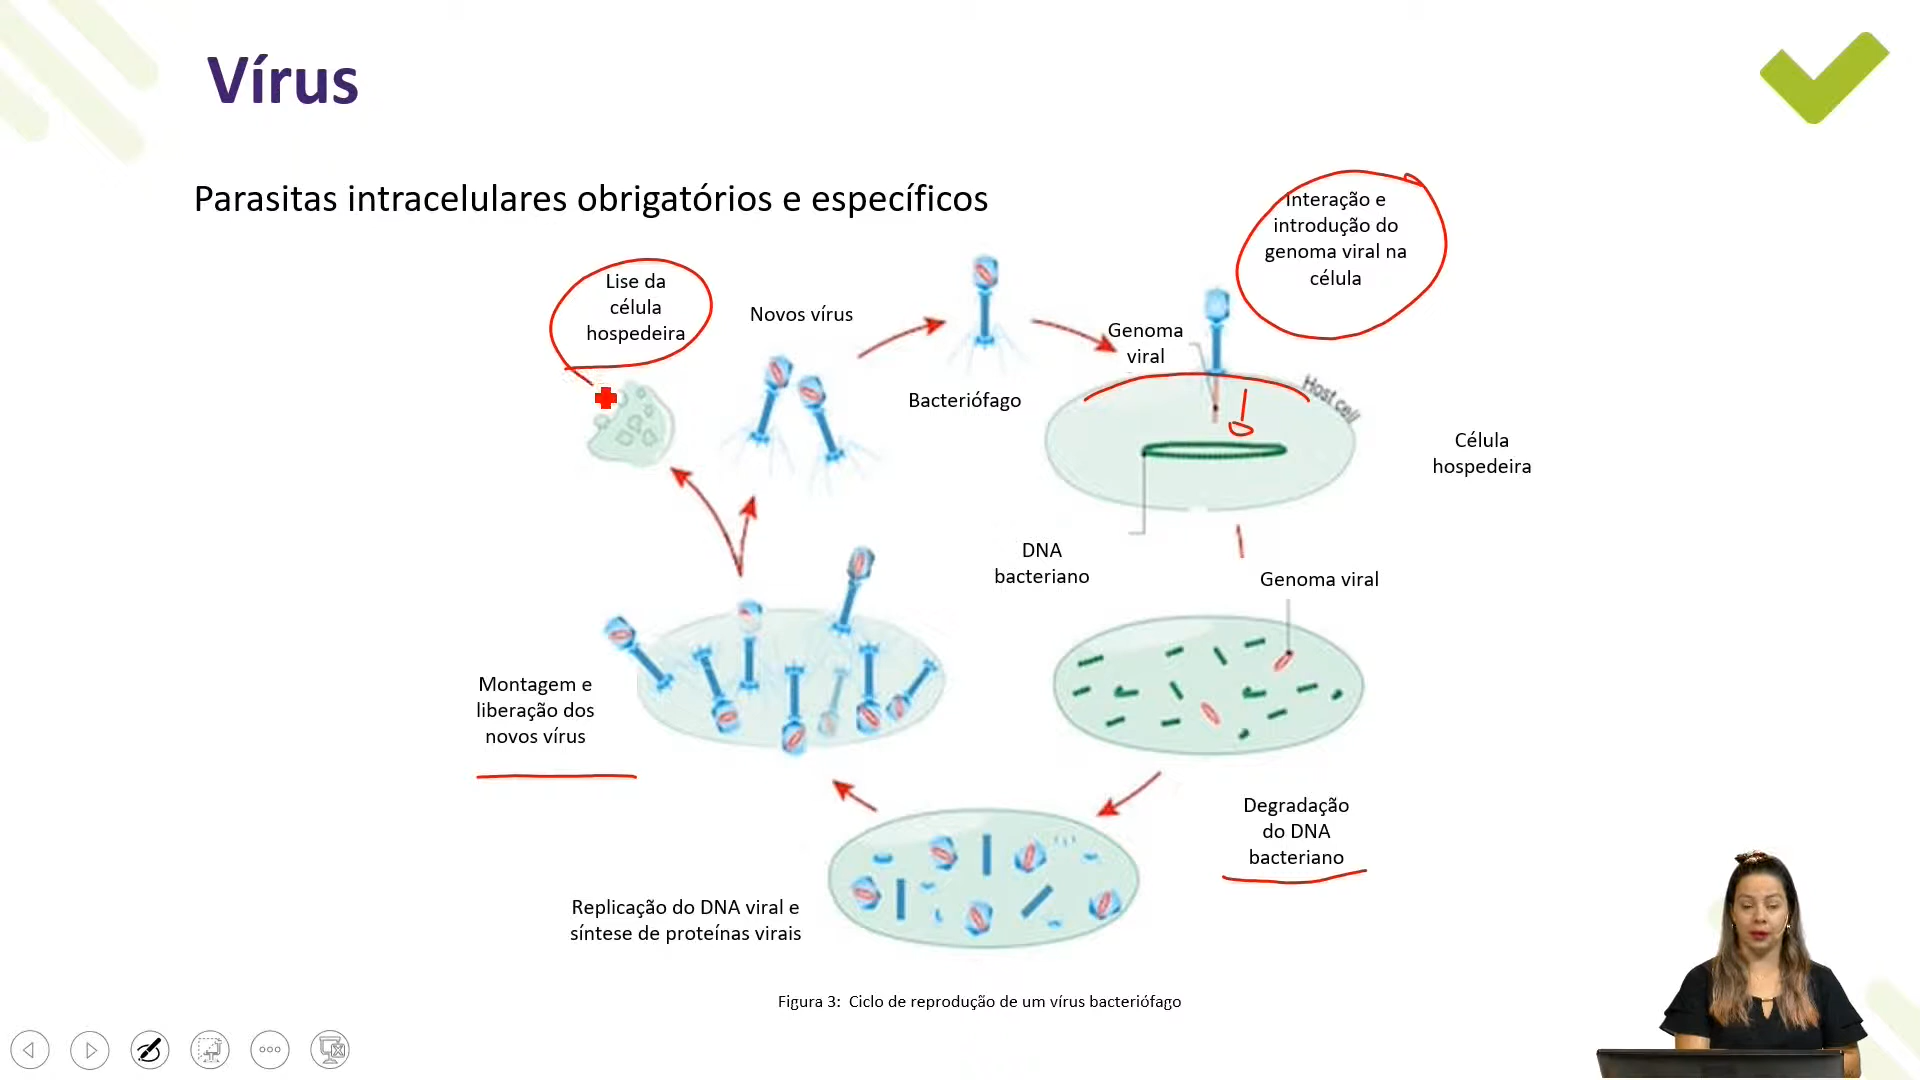 Vírus
Parasitas intracelulares obrigatórios e específicos
Interação e
introdução do
genoma viral na
célula
Lise da
célula
hospedeira
Novos vírus
Genoma
viral
Host cell
Bacteriófago
Célula
hospedeira
DNA
bacteriano
Genoma viral
Montagem e
liberação dos
novos vírus
Degradação
do DNA
bacteriano
Replicação do DNA viral e
síntese de proteínas virais
Figura 3: Ciclo de reprodução de um vírus bacteriófago